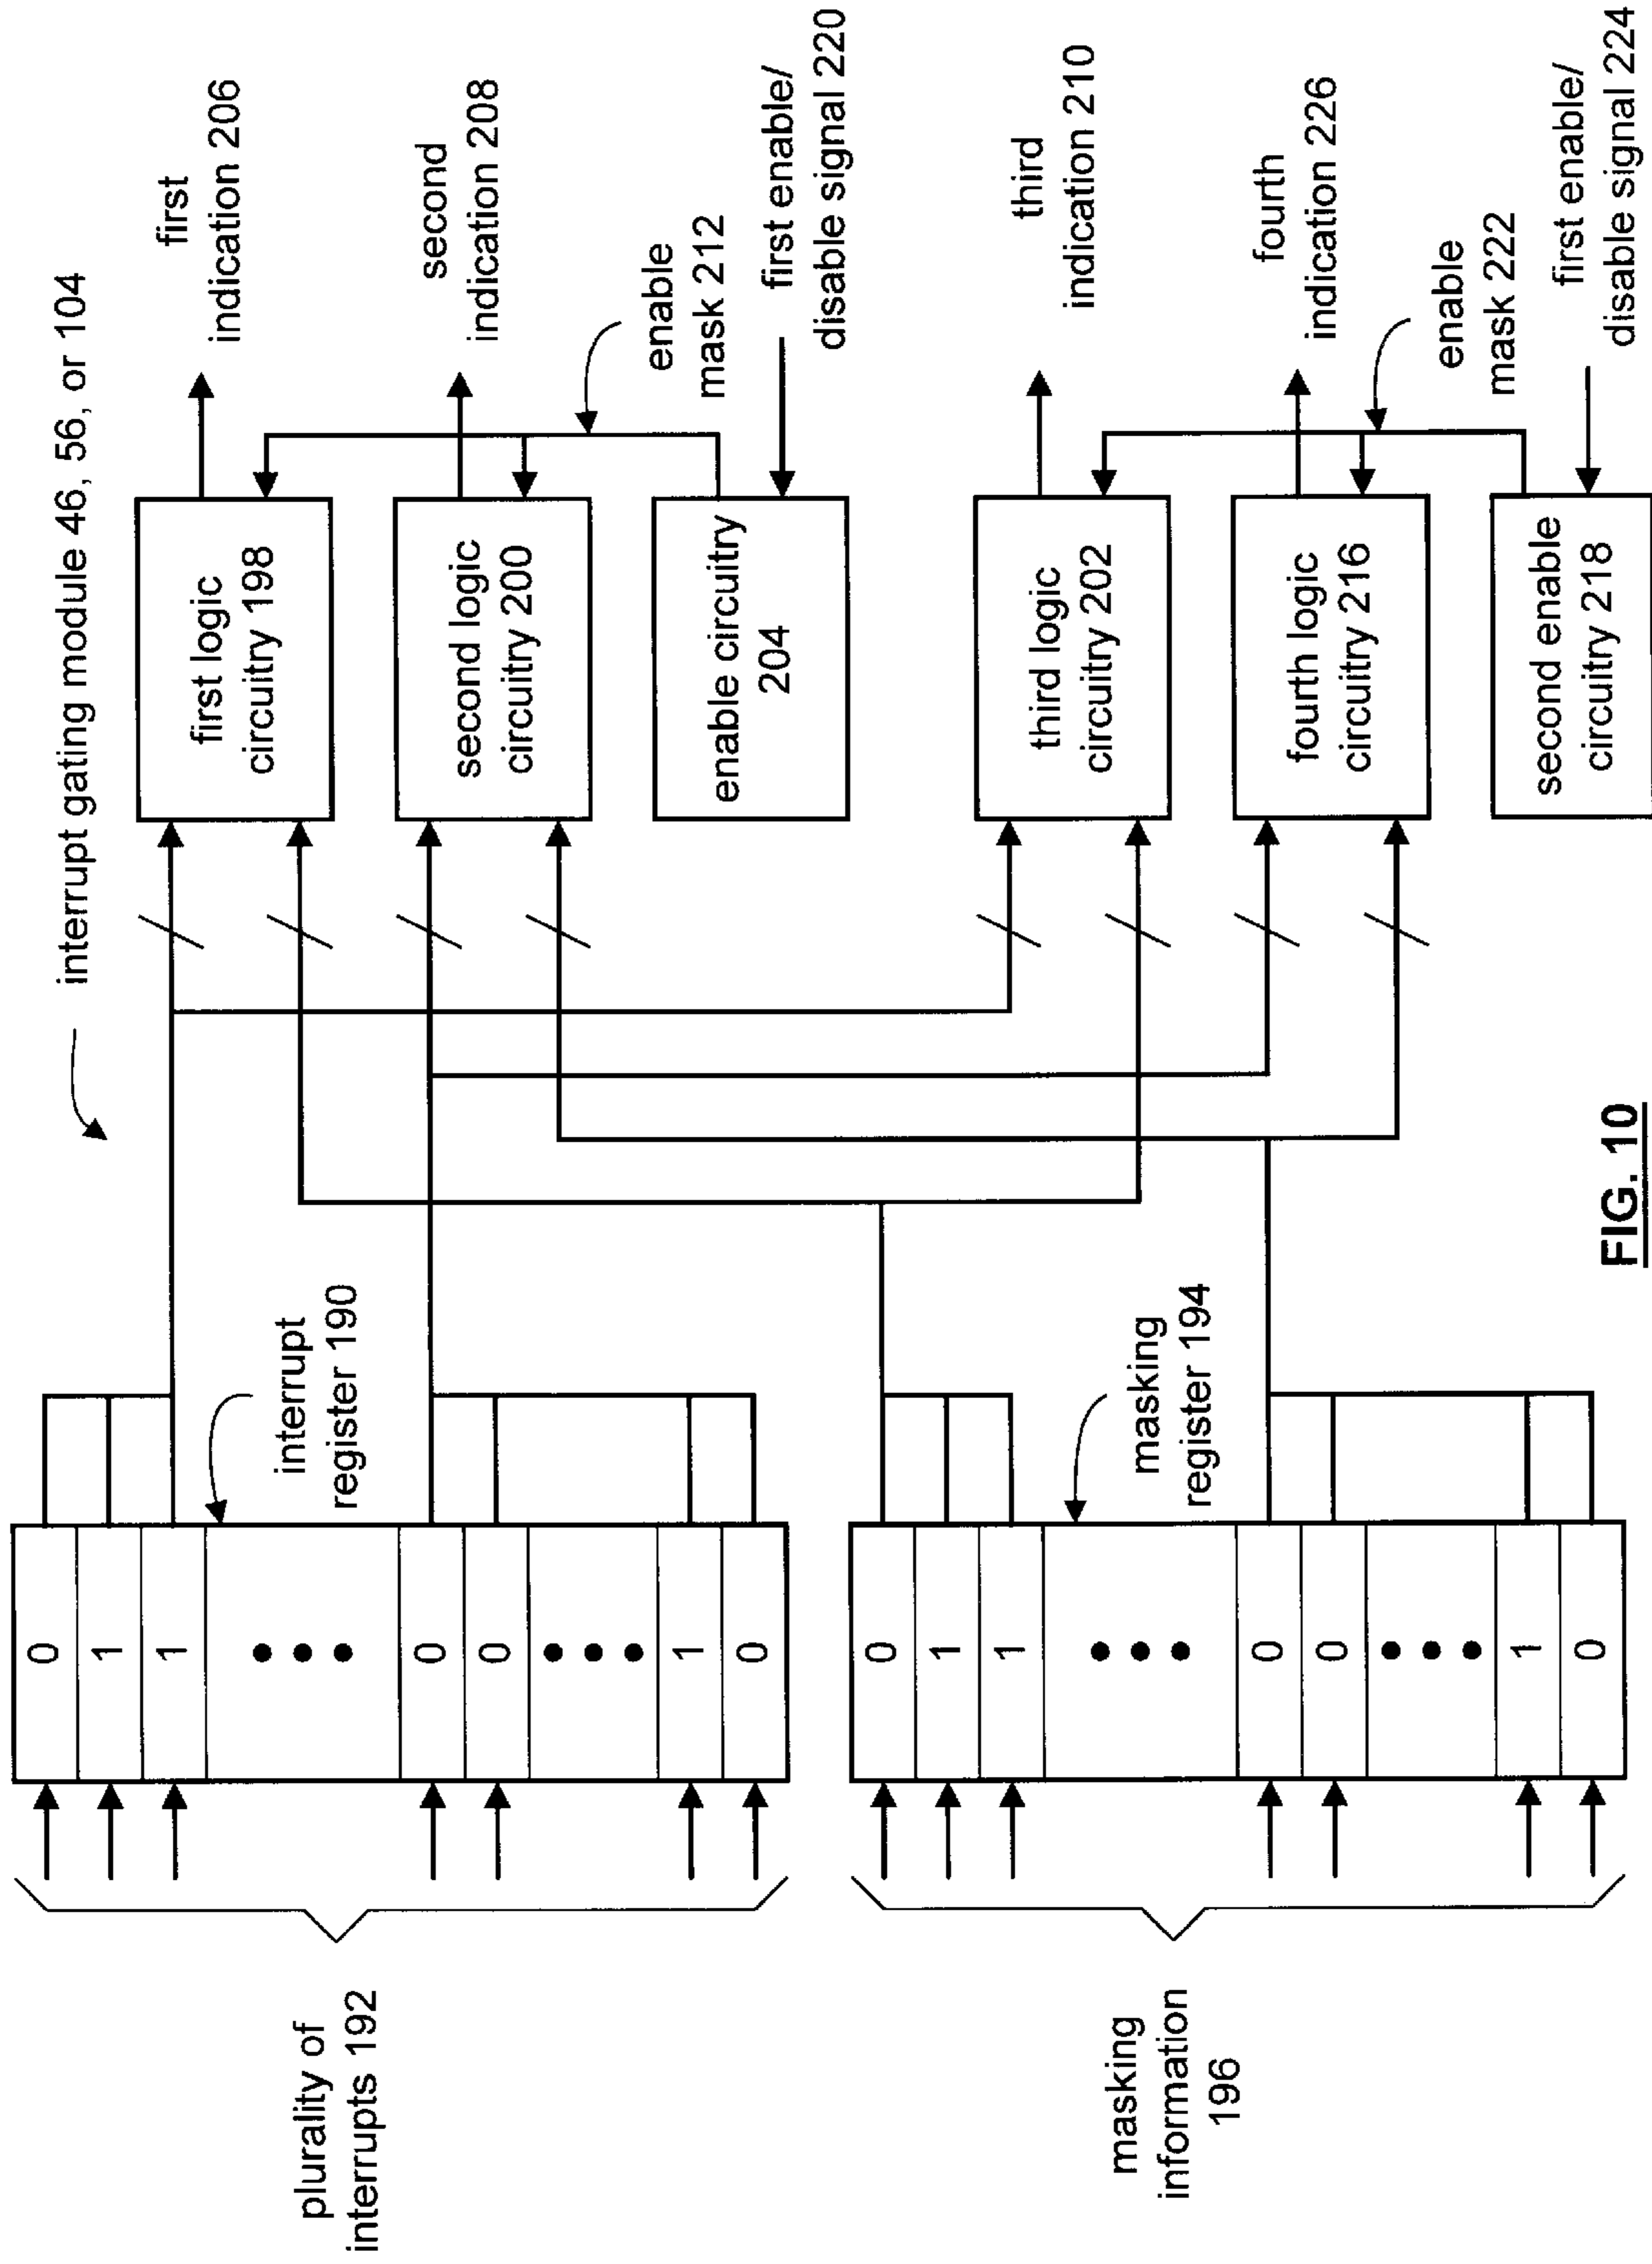 interrupt gating module 46, 56, or 104
plurality of
interrupts 192
0
1
1
0
0
1
0
interrupt
register 190
masking
information
196
0
1
1
0
0
1
0
masking
register 194
first logic
circuitry 198
second logic
circuitry 200
enable circuitry
204
third logic
circuitry 202
fourth logic
circuitry 216
second enable
circuitry 218
first
indication 206
second
indication 208
enable
mask 212
first enable/
disable signal 220
third
indication 210
fourth
indication 226
enable
mask 222
first enable/
disable signal 224
FIG. 10